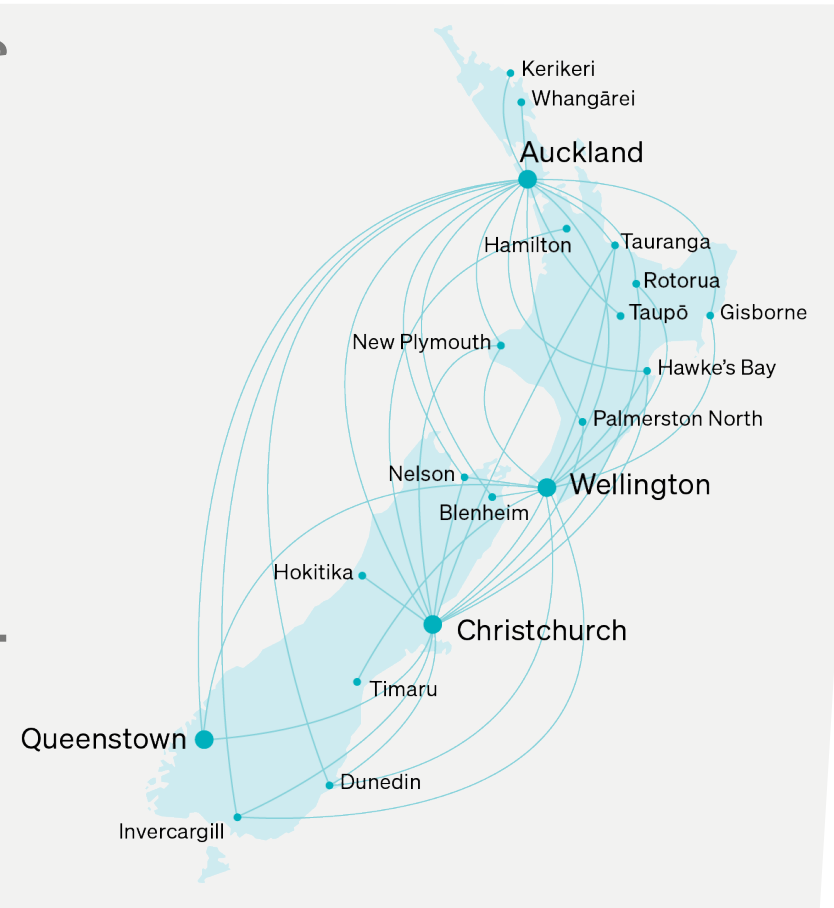 Kerikeri
Whangārei
Auckland
Hamilton
Tauranga
Rotorua
Taupō
Gisborne
New Plymouth
Hawke's Bay
Palmerston North
Nelson
Wellington
Blenheim
Hokitika
Christchurch
Timaru
Queenstown
Dunedin
Invercargill